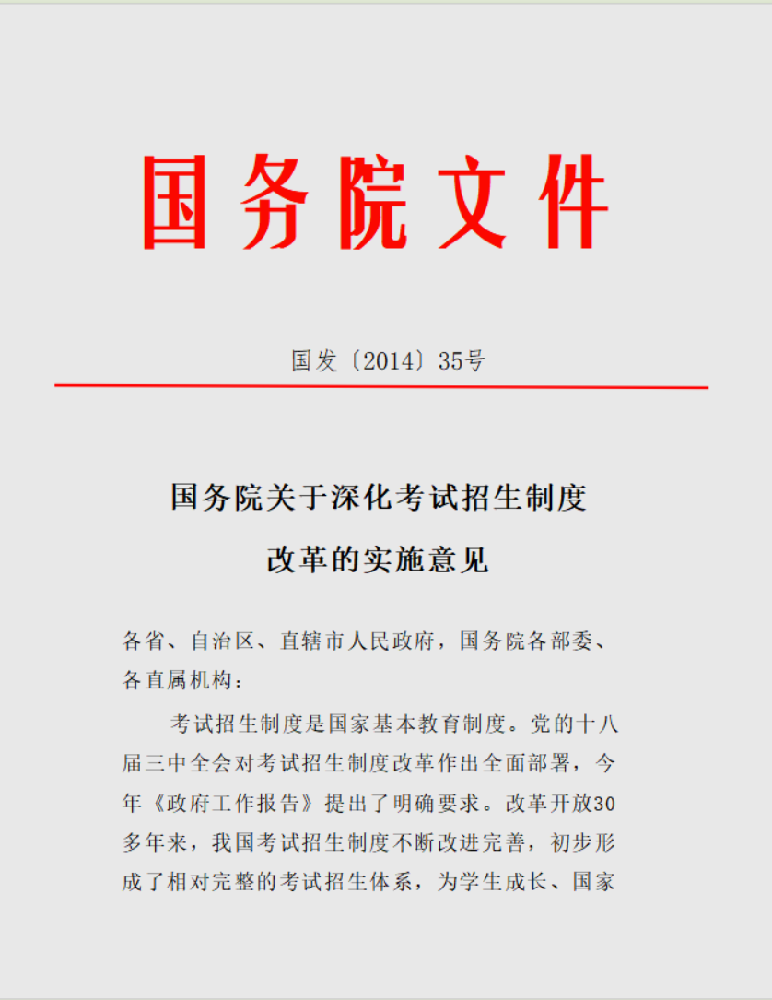 国务院文件
国发〔2014〕35号
国务院关于深化考试招生制度
改革的实施意见
各省、自治区、直辖市人民政府，国务院各部委、
各直属机构：
考试招生制度是国家基本教育制度。党的十八
届三中全会对考试招生制度改革作出全面部署，今
年《政府工作报告》提出了明确要求。改革开放30
多年来，我国考试招生制度不断改进完善，初步形
成了相对完整的考试招生体系，为学生成长、国家